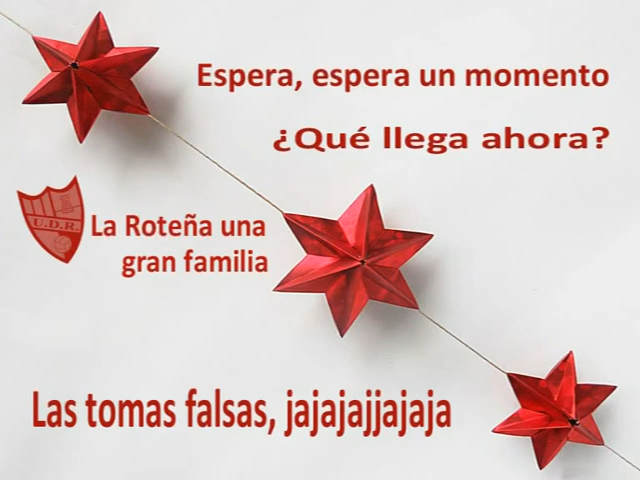 Espera, espera un momento
¿Qué llega ahora?
U.D.R.
La Roteña una
gran familia
Las tomas falsas, jajajajjajaja